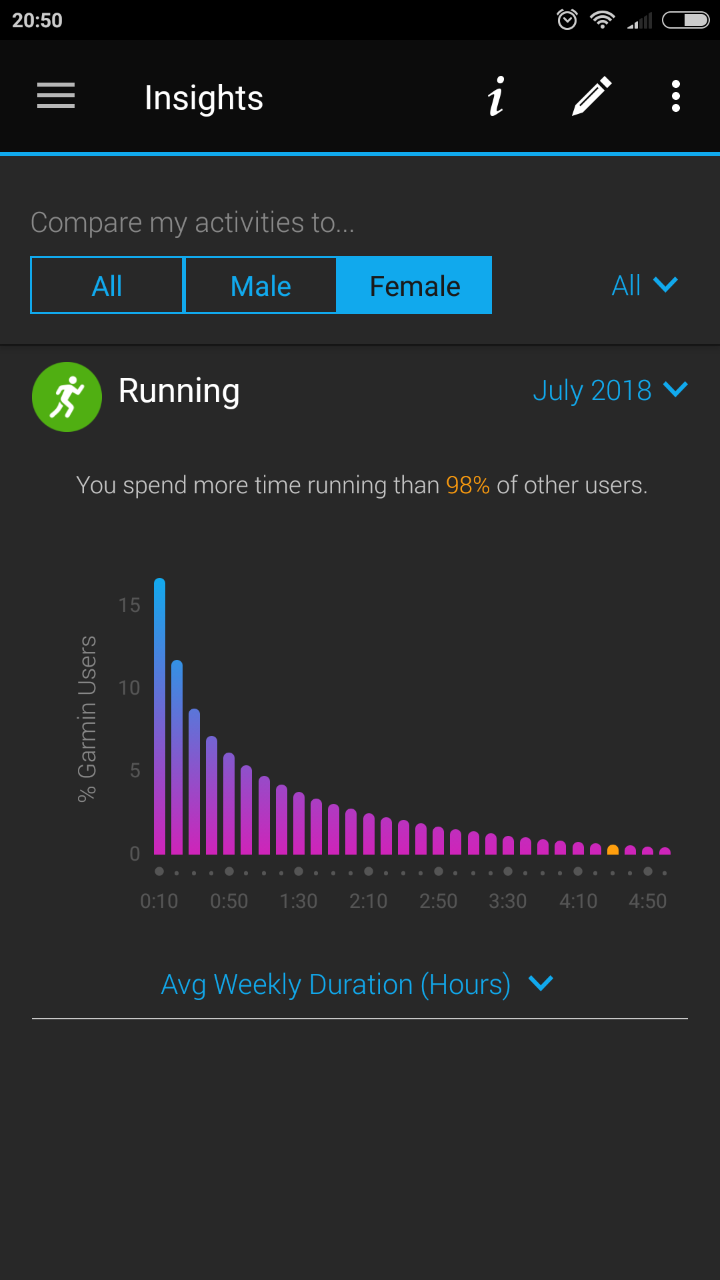 20:50
Insights
Compare my activities to...
All Male Female All
Running July 2018
You spend more time running than 98% of other users.
% Garmin Users
15
10
5
0
0:10 0:50 1:30 2:10 2:50 3:30 4:10 4:50
Avg Weekly Duration (Hours)